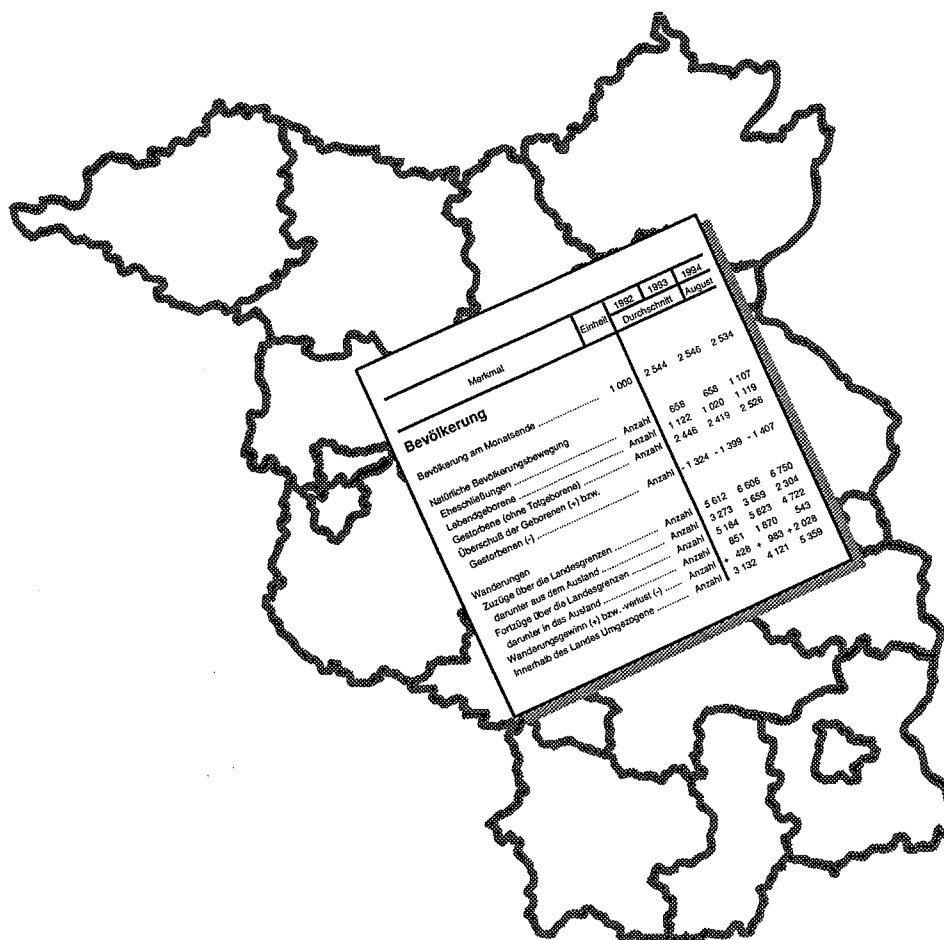 Merkmal Einheit 1992 1993 1994
Durchschnitt August
Bevölkerung
Bevölkerung am Monatsende 1 000 2 544 2 546 2 534
Natürliche Bevölkerungsbewegung
Eheschließungen Anzahl 658 658 1 107
Lebendgeborene Anzahl 1 122 1 020 1 119
Gestorbene (ohne Totgeborene) Anzahl 2 446 2 419 2 526
Überschuß der Geborenen (+) bzw.
Gestorbenen (-) Anzahl - 1 324 - 1 399 - 1 407
Wanderungen
Zuzüge über die Landesgrenzen Anzahl 5 612 6 606 6 750
darunter aus dem Ausland Anzahl 3 273 3 659 2 304
Fortzüge über die Landesgrenzen Anzahl 5 184 5 623 4 722
darunter in das Ausland Anzahl 851 1 670 543
Wanderungsgewinn (+) bzw. -verlust (-) Anzahl + 428 + 983 + 2 028
Innerhalb des Landes Umgezogene Anzahl 3 132 4 121 5 359